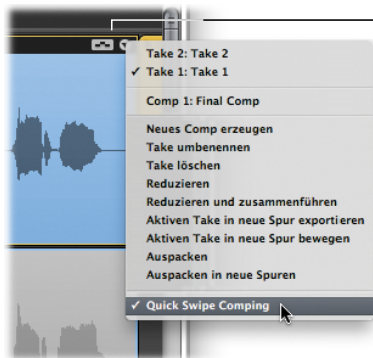 Take 2: Take 2
✓ Take 1: Take 1
Comp 1: Final Comp
Neues Comp erzeugen
Take umbenennen
Take löschen
Reduzieren
Reduzieren und zusammenführen
Aktiven Take in neue Spur exportieren
Aktiven Take in neue Spur bewegen
Auspacken
Auspacken in neue Spuren
✓ Quick Swipe Comping